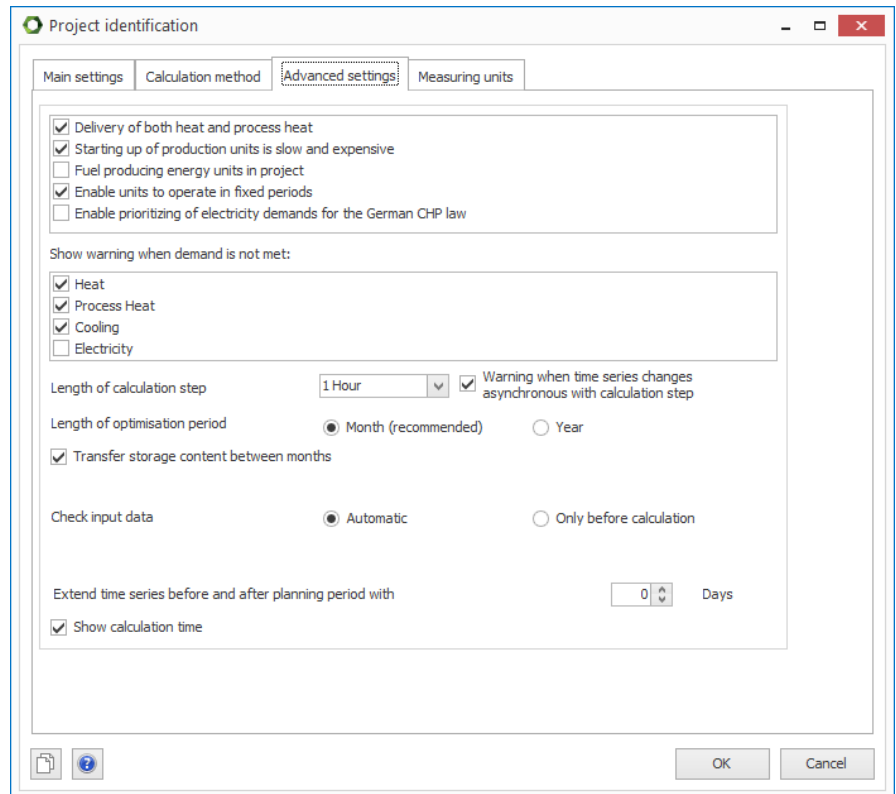 Project identification
Main settings
Calculation method
Advanced settings
Measuring units
Delivery of both heat and process heat
Starting up of production units is slow and expensive
Fuel producing energy units in project
Enable units to operate in fixed periods
Enable prioritizing of electricity demands for the German CHP law
Show warning when demand is not met:
Heat
Process Heat
Cooling
Electricity
Length of calculation step
1 Hour
Warning when time series changes
asynchronous with calculation step
Length of optimisation period
Month (recommended)
Year
Transfer storage content between months
Check input data
Automatic
Only before calculation
Extend time series before and after planning period with
0
Days
Show calculation time
?
OK
Cancel